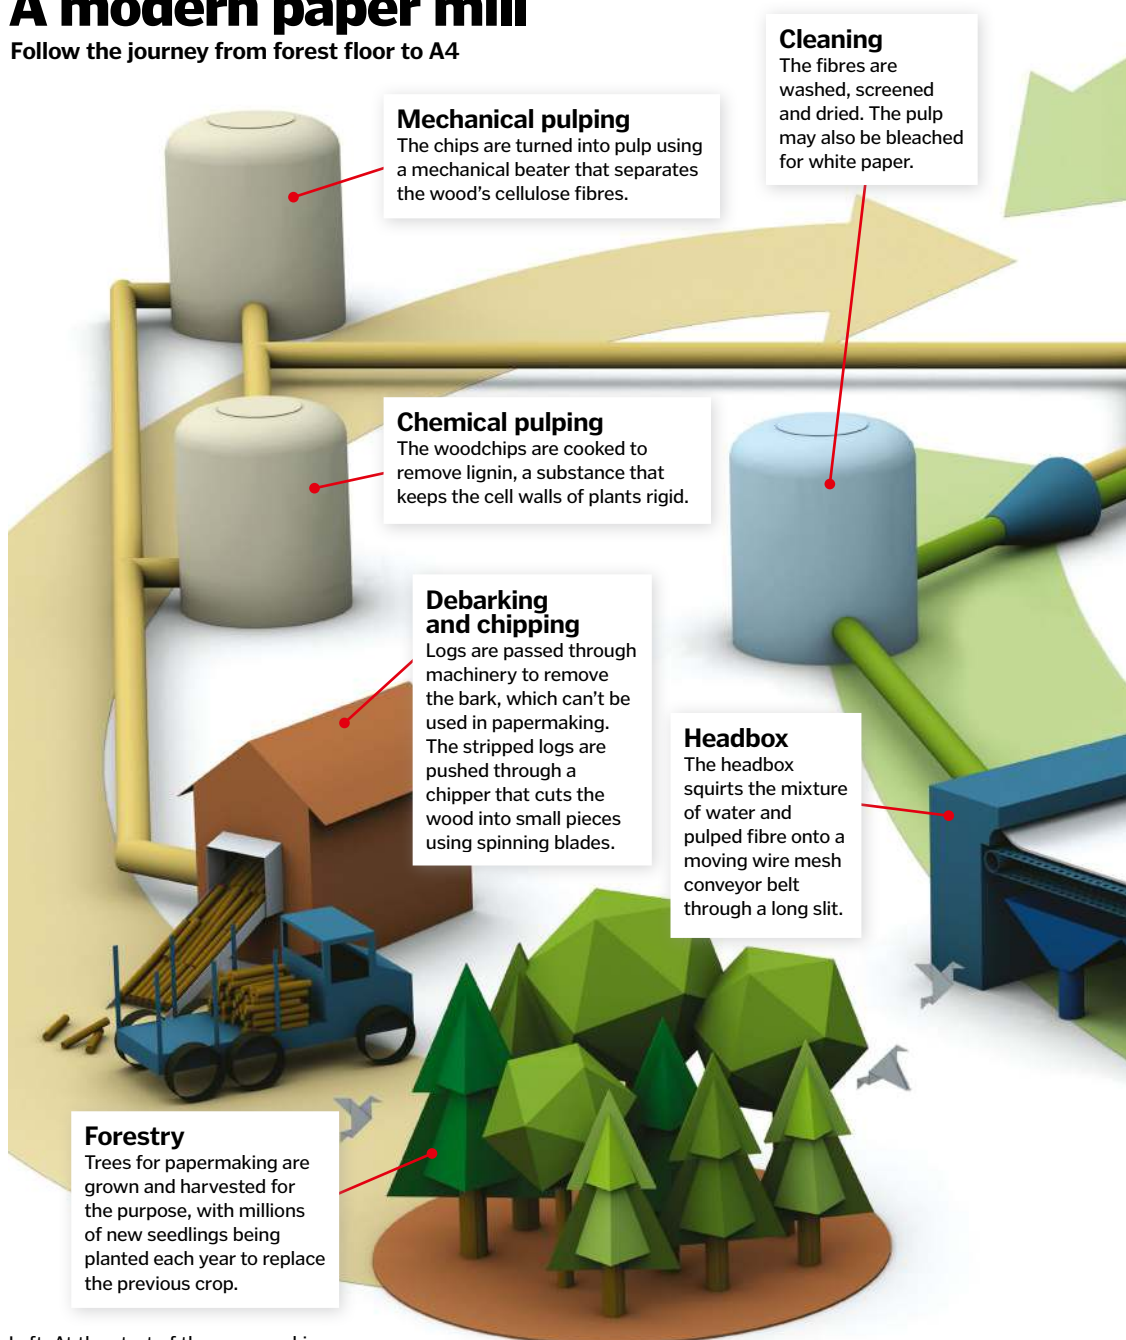 A modern paper mill
Follow the journey from forest floor to A4
Cleaning
The fibres are
washed, screened
and dried. The pulp
may also be bleached
for white paper.
Mechanical pulping
The chips are turned into pulp using
a mechanical beater that separates
the wood's cellulose fibres.
Chemical pulping
The woodchips are cooked to
remove lignin, a substance that
keeps the cell walls of plants rigid.
Debarking
and chipping
Logs are passed through
machinery to remove
the bark, which can't be
used in papermaking.
The stripped logs are
pushed through a
chipper that cuts the
wood into small pieces
using spinning blades.
Headbox
The headbox
squirts the mixture
of water and
pulped fibre onto a
moving wire mesh
conveyor belt
through a long slit.
Forestry
Trees for papermaking are
grown and harvested for
the purpose, with millions
of new seedlings being
planted each year to replace
the previous crop.